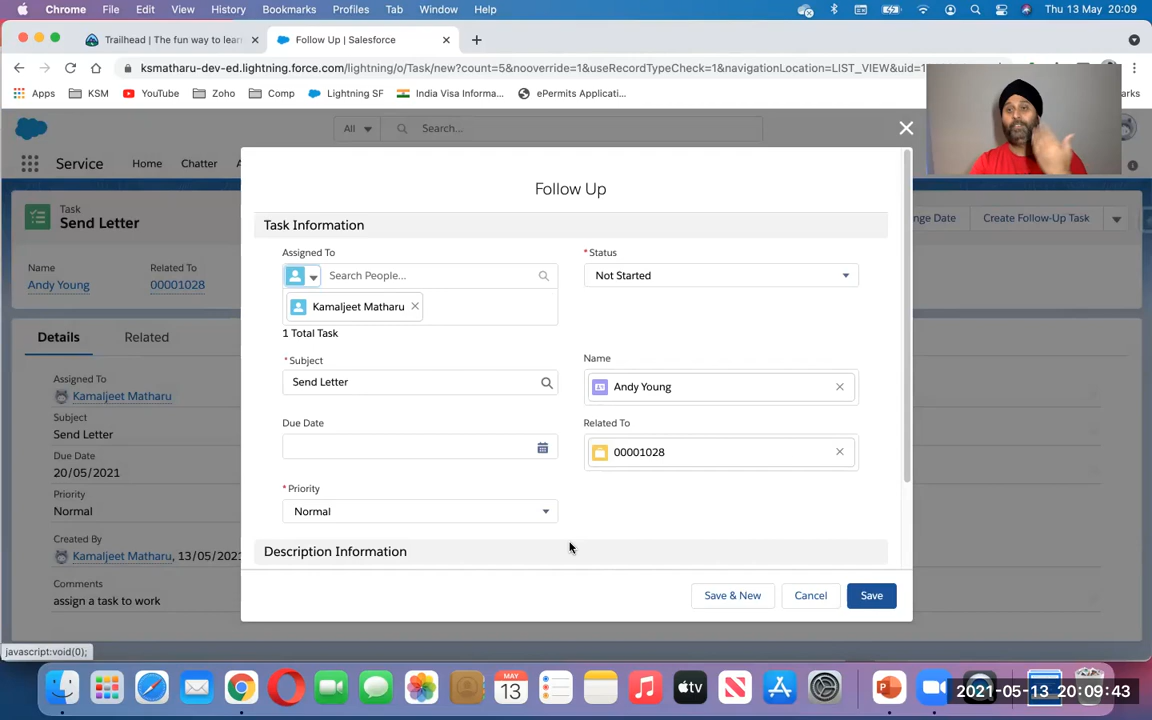 Chrome File Edit View History Bookmarks Profiles Tab Window Help Thu 13 May 20:09
Trailhead | The fun way to lear
Follow Up | Salesforce
ksmatharu-dev-ed.lightning.force.com/lightning/o/Task/new?count=5&nooverride=1&useRecordTypeCheck=1&navigationLocation=LIST_VIEW&uid=1
Apps KSM YouTube Zoho Comp Lightning SF India Visa Informa... ePermits Applicati... arks
All Search...
Service Home Chatter
Task
Send Letter
nge Date Create Follow-Up Task
Name Related To
Andy Young 00001028
Details Related
Assigned To
Kamaljeet Matharu
Subject
Send Letter
Due Date
20/05/2021
Priority
Normal
Created By
Kamaljeet Matharu, 13/05/2021
Comments
assign a task to work
Follow Up
Task Information
Assigned To
Search People...
Kamaljeet Matharu
1 Total Task
*Status
Not Started
*Subject
Send Letter
Name
Andy Young
Due Date
Related To
00001028
*Priority
Normal
Description Information
Save & New Cancel Save
javascript:void(0);
MAY
13
tv
2021-05-13 20:09:43